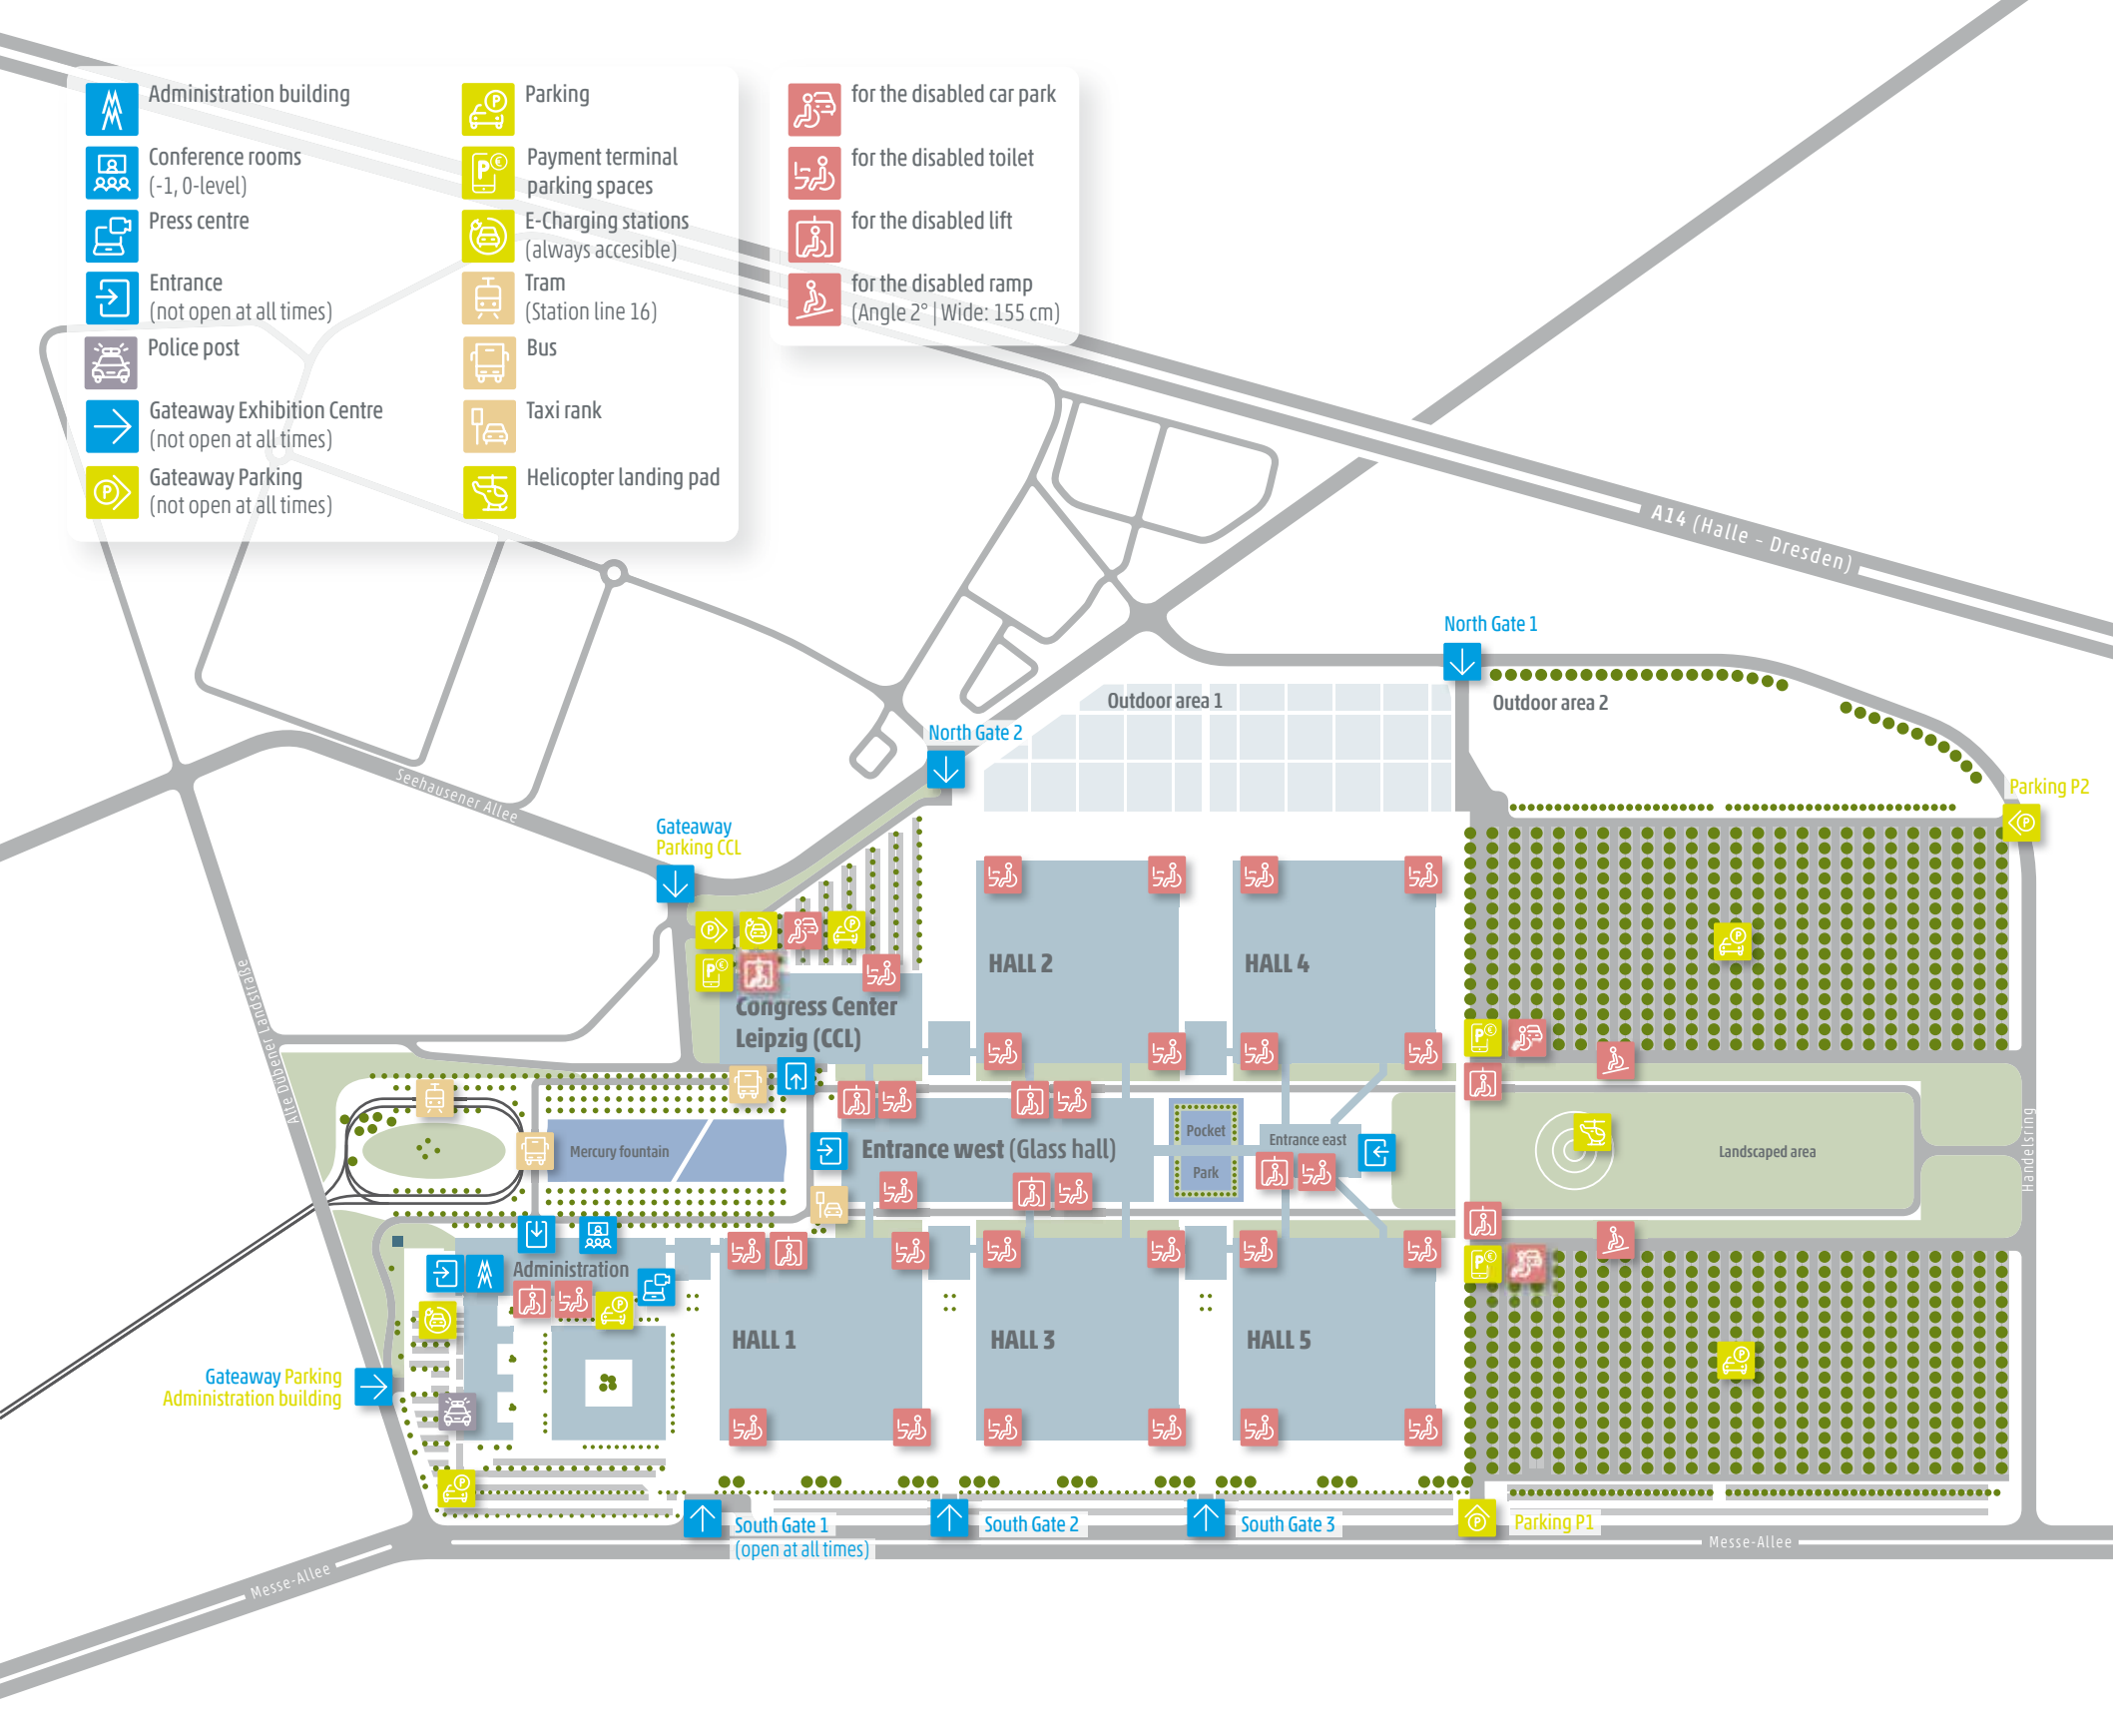 Administration building
Conference rooms
(-1, 0-level)
Press centre
Entrance
(not open at all times)
Police post
Gateaway Exhibition Centre
(not open at all times)
Gateaway Parking
(not open at all times)
Parking
Payment terminal
parking spaces
E-Charging stations
(always accesible)
Tram
(Station line 16)
Bus
Taxi rank
Helicopter landing pad
for the disabled car park
for the disabled toilet
for the disabled lift
for the disabled ramp
(Angle 2° | Wide: 155 cm)
A14 (Halle - Dresden)
North Gate 1
Outdoor area 1
Outdoor area 2
North Gate 2
Seehausener Allee
Parking P2
Gateaway
Parking CCL
HALL 2
HALL 4
Congress Center
Leipzig (CCL)
Alte Dübener Landstraße
Mercury fountain
Entrance west (Glass hall)
Pocket
Park
Entrance east
Landscaped area
Handelsring
Administration
HALL 1
HALL 3
HALL 5
Gateaway Parking
Administration building
South Gate 1
(open at all times)
South Gate 2
South Gate 3
Parking P1
Messe-Allee
Messe-Allee